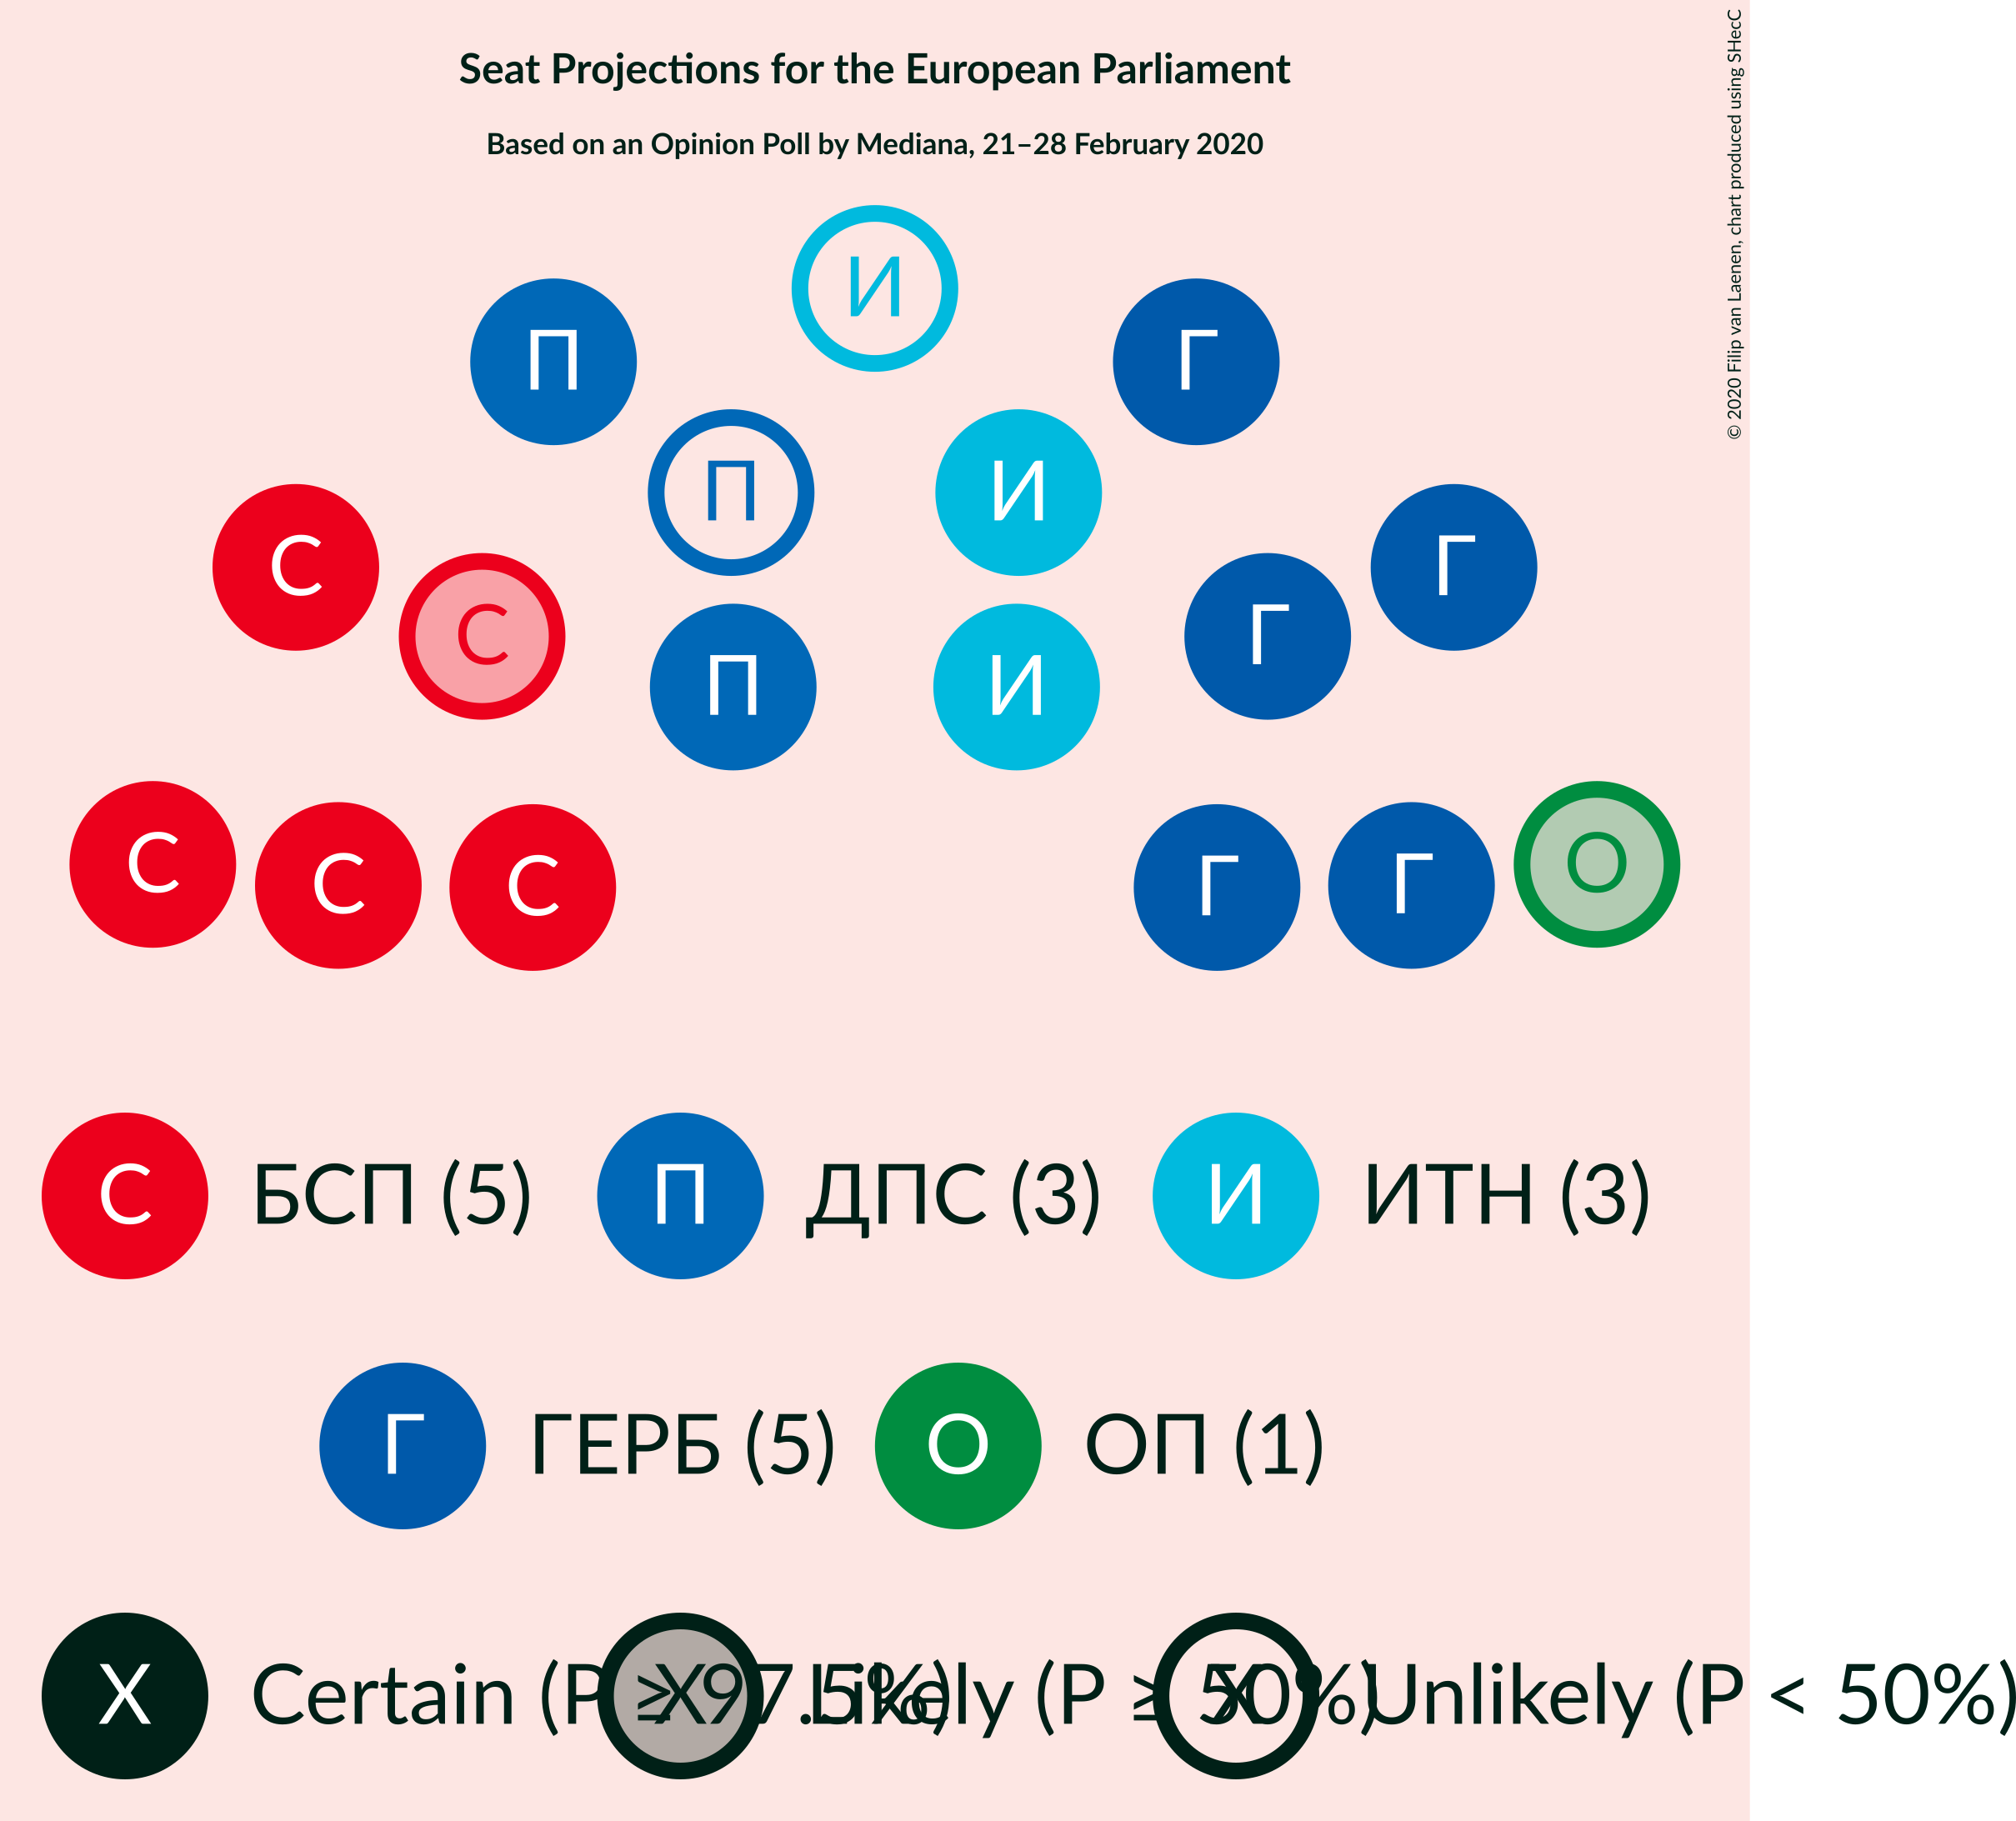 Seat Projections for the European Parliament
Based on an Opinion Poll by Mediana, 21–28 February 2020
© 2020 Filip van Laenen, chart produced using SHecC
И
П Г
П И
С Г
С Г
П И
С О
С Г
С Г
С БСП (5) П ДПС (3) И ИТН (3)
Г ГЕРБ (5) О ОП (1)
X Certain (P ≥ 97.5%) X Likely (P ≥ 50%) X Unlikely (P < 50%)